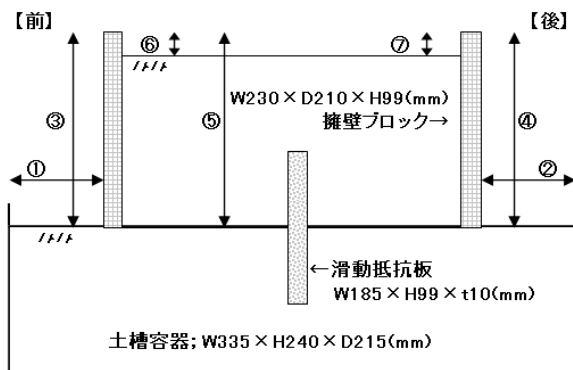 【前】
【後】
⑥
⑦
③
⑤
④
W230×D210×H99(mm)
擁壁ブロック→
①
②
←滑動抵抗板
W185×H99×t10(mm)
土槽容器;W335×H240×D215(mm)